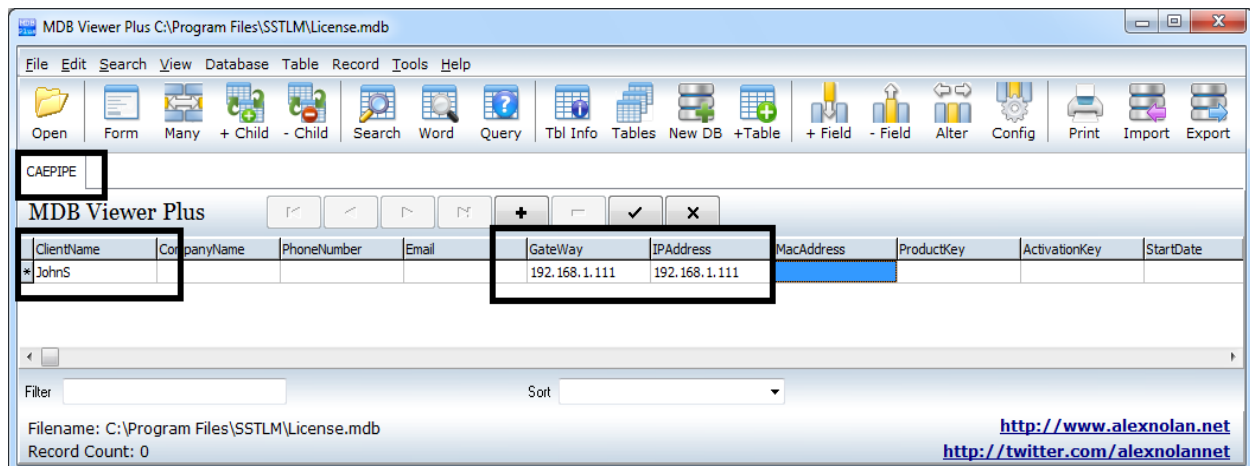 MDB Viewer Plus C:\Program Files\SSTLM\License.mdb
File Edit Search View Database Table Record Tools Help
Open Form Many + Child - Child Search Word Query Tbl Info Tables New DB +Table + Field - Field Alter Config Print Import Export
CAEPIPE
MDB Viewer Plus
ClientName CompanyName PhoneNumber Email GateWay IPAddress MacAddress ProductKey ActivationKey StartDate
* JohnS 192.168.1.111 192.168.1.111
Filter Sort
Filename: C:\Program Files\SSTLM\License.mdb http://www.alexnolan.net
Record Count: 0 http://twitter.com/alexnolannet